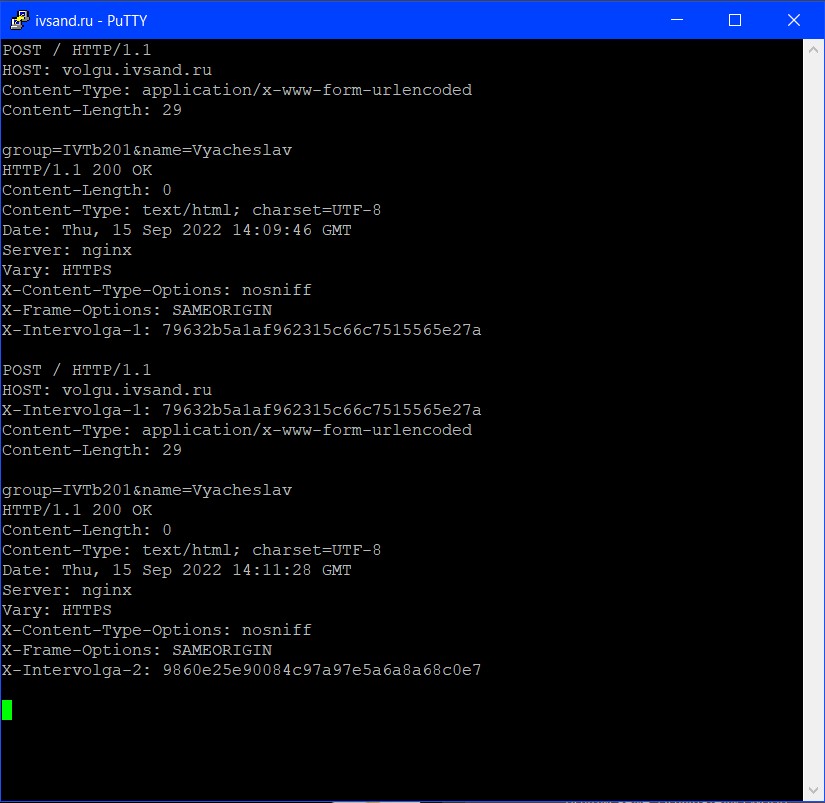 ivsand.ru - PuTTY
POST / HTTP/1.1
HOST: volgu.ivsand.ru
Content-Type: application/x-www-form-urlencoded
Content-Length: 29
group=IVTb201&name=Vyacheslav
HTTP/1.1 200 OK
Content-Length: 0
Content-Type: text/html; charset=UTF-8
Date: Thu, 15 Sep 2022 14:09:46 GMT
Server: nginx
Vary: HTTPS
X-Content-Type-Options: nosniff
X-Frame-Options: SAMEORIGIN
X-Intervolga-1: 79632b5a1af962315c66c7515565e27a
POST / HTTP/1.1
HOST: volgu.ivsand.ru
X-Intervolga-1: 79632b5a1af962315c66c7515565e27a
Content-Type: application/x-www-form-urlencoded
Content-Length: 29
group=IVTb201&name=Vyacheslav
HTTP/1.1 200 OK
Content-Length: 0
Content-Type: text/html; charset=UTF-8
Date: Thu, 15 Sep 2022 14:11:28 GMT
Server: nginx
Vary: HTTPS
X-Content-Type-Options: nosniff
X-Frame-Options: SAMEORIGIN
X-Intervolga-2: 9860e25e90084c97a97e5a6a8a68c0e7